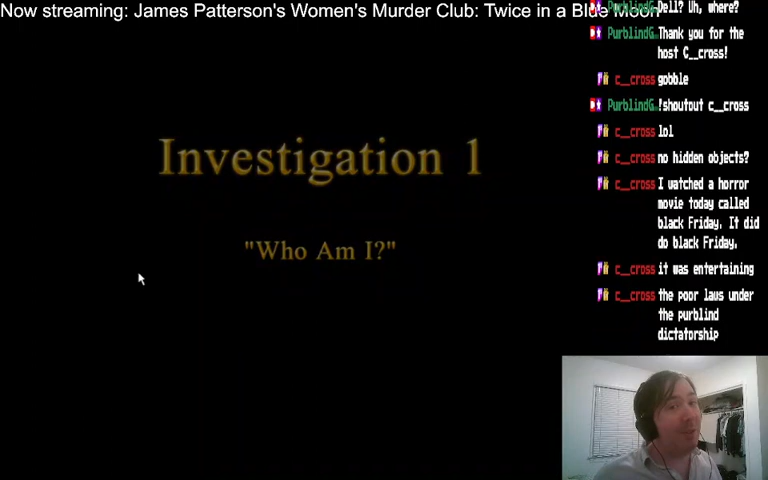 Now streaming: James Patterson's Women's Murder Club: Twice in a Blue Moon
PurblindG… Dell? Uh, where?
PurblindG… Thank you for the
host C__cross!
c__cross gobble
PurblindG… !shoutout c__cross
c__cross lol
c__cross no hidden objects?
c__cross I watched a horror
movie today called
black Friday. It did
do black Friday.
c__cross it was entertaining
c__cross the poor laws under
the purblind
dictatorship
Investigation 1
"Who Am I?"